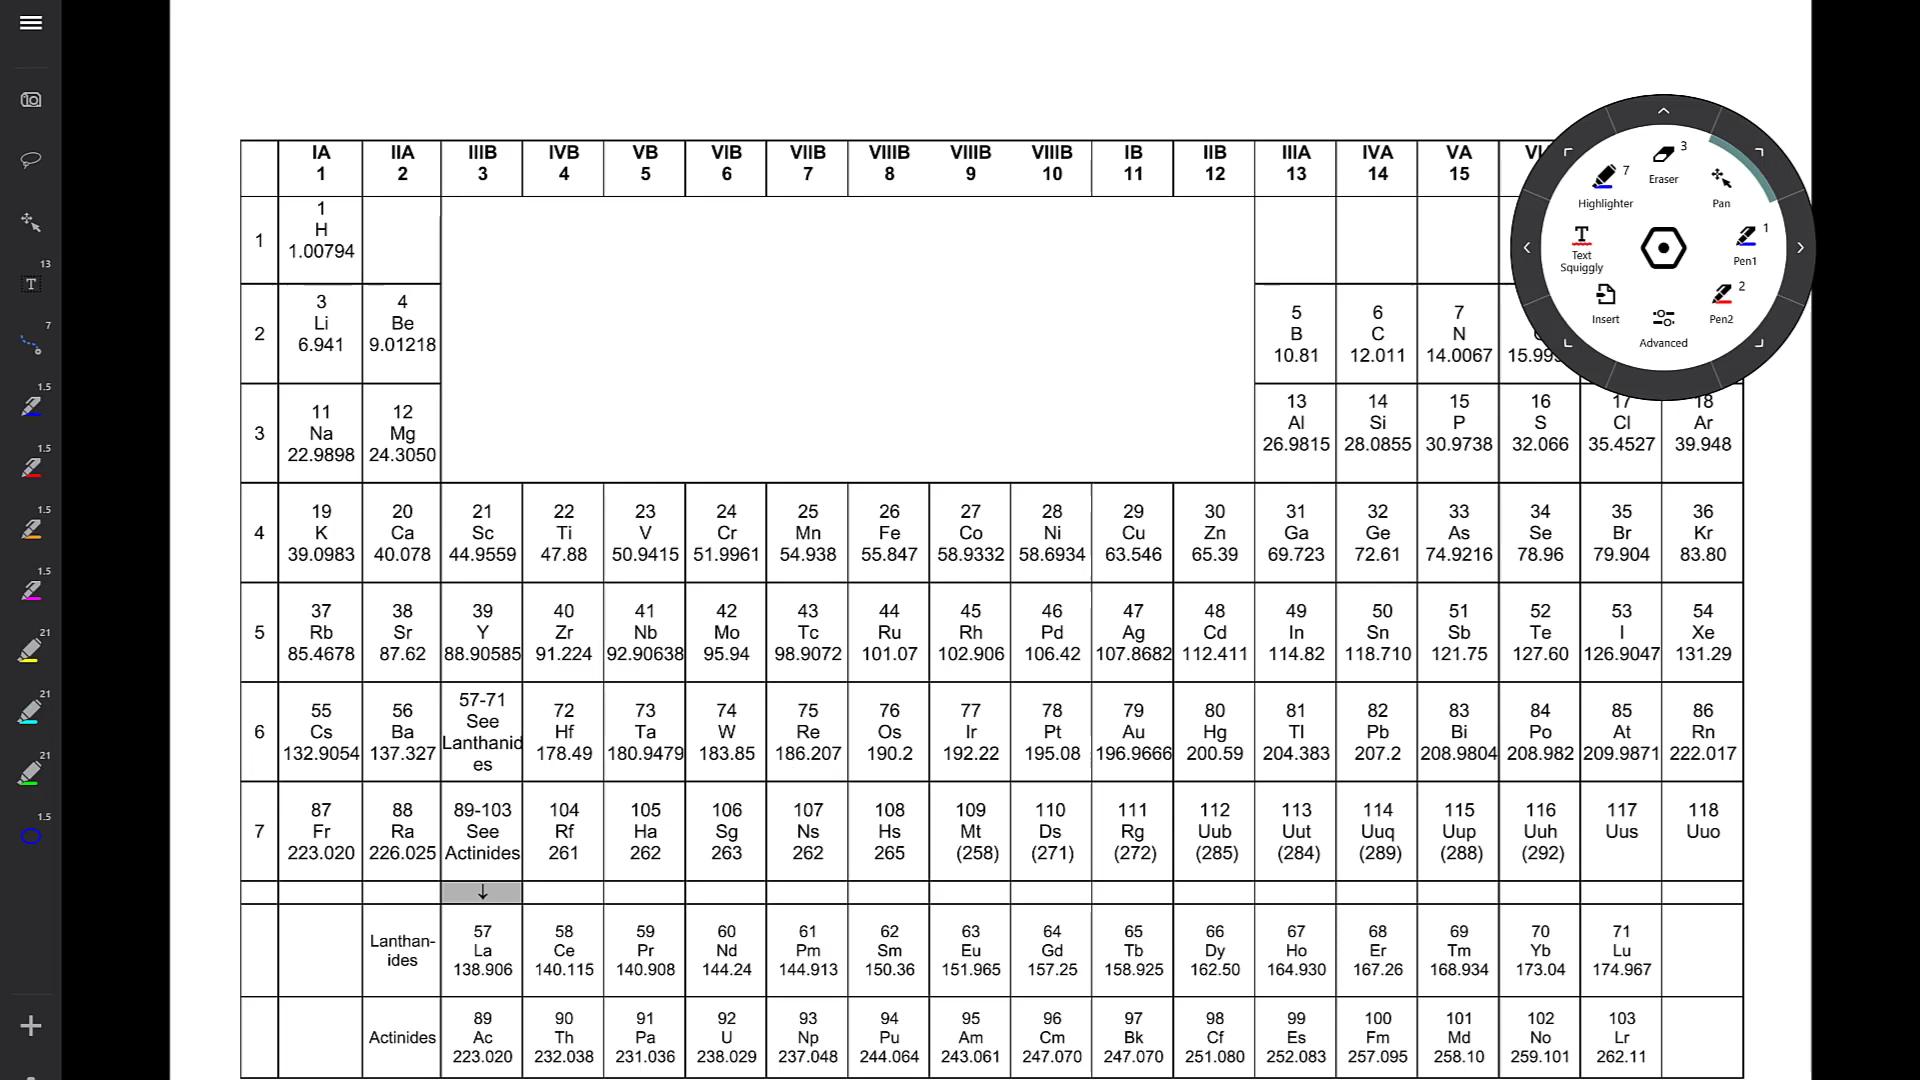 IA IIA IIIB IVB VB VIB VIIB VIIIB VIIIB VIIIB IB IIB IIIA IVA VA
1 2 3 4 5 6 7 8 9 10 11 12 13 14 15
1
1
H
1.00794
2
3 4 5 6 7
Li Be B C N
6.941 9.01218 10.81 12.011 14.0067
3
11 12 13 14 15 16 17 18
Na Mg Al Si P S Cl Ar
22.9898 24.3050 26.9815 28.0855 30.9738 32.066 35.4527 39.948
4
19 20 21 22 23 24 25 26 27 28 29 30 31 32 33 34 35 36
K Ca Sc Ti V Cr Mn Fe Co Ni Cu Zn Ga Ge As Se Br Kr
39.0983 40.078 44.9559 47.88 50.9415 51.9961 54.938 55.847 58.9332 58.6934 63.546 65.39 69.723 72.61 74.9216 78.96 79.904 83.80
5
37 38 39 40 41 42 43 44 45 46 47 48 49 50 51 52 53 54
Rb Sr Y Zr Nb Mo Tc Ru Rh Pd Ag Cd In Sn Sb Te I Xe
85.4678 87.62 88.90585 91.224 92.90638 95.94 98.9072 101.07 102.906 106.42 107.8682 112.411 114.82 118.710 121.75 127.60 126.9047 131.29
6
55 56 57-71 72 73 74 75 76 77 78 79 80 81 82 83 84 85 86
Cs Ba See Hf Ta W Re Os Ir Pt Au Hg Tl Pb Bi Po At Rn
132.9054 137.327 Lanthanid 178.49 180.9479 183.85 186.207 190.2 192.22 195.08 196.9666 200.59 204.383 207.2 208.9804 208.982 209.9871 222.017
es
7
87 88 89-103 104 105 106 107 108 109 110 111 112 113 114 115 116 117 118
Fr Ra See Rf Ha Sg Ns Hs Mt Ds Rg Uub Uut Uuq Uup Uuh Uus Uuo
223.020 226.025 Actinides 261 262 263 262 265 (258) (271) (272) (285) (284) (289) (288) (292)
↓
Lanthan-
ides
57 58 59 60 61 62 63 64 65 66 67 68 69 70 71
La Ce Pr Nd Pm Sm Eu Gd Tb Dy Ho Er Tm Yb Lu
138.906 140.115 140.908 144.24 144.913 150.36 151.965 157.25 158.925 162.50 164.930 167.26 168.934 173.04 174.967
Actinides
89 90 91 92 93 94 95 96 97 98 99 100 101 102 103
Ac Th Pa U Np Pu Am Cm Bk Cf Es Fm Md No Lr
223.020 232.038 231.036 238.029 237.048 244.064 243.061 247.070 247.070 251.080 252.083 257.095 258.10 259.101 262.11
3
Eraser
7
Highlighter
Pan
T
Text
Squiggly
1
Pen1
Insert
2
Pen2
Advanced
13
T
7
1.5
1.5
1.5
1.5
21
21
21
1.5